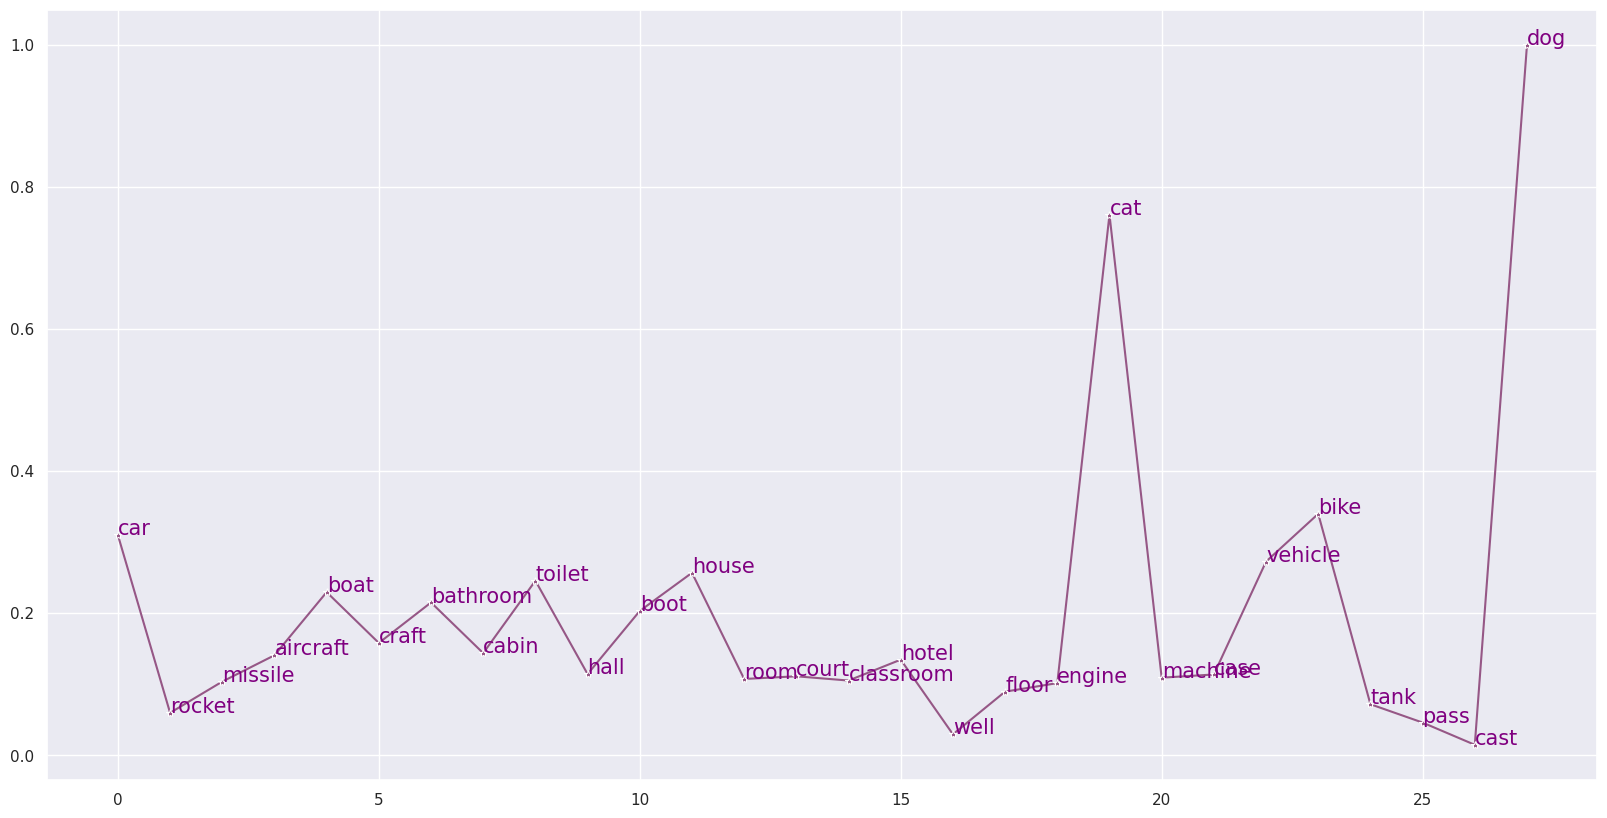 1.0
0.8
0.6
0.4
0.2
0.0
car
rocket
missile
aircraft
boat
craft
bathroom
cabin
toilet
hall
boot
house
room
court
classroom
hotel
well
floor
engine
cat
machine
case
vehicle
bike
tank
pass
cast
dog
0 5 10 15 20 25